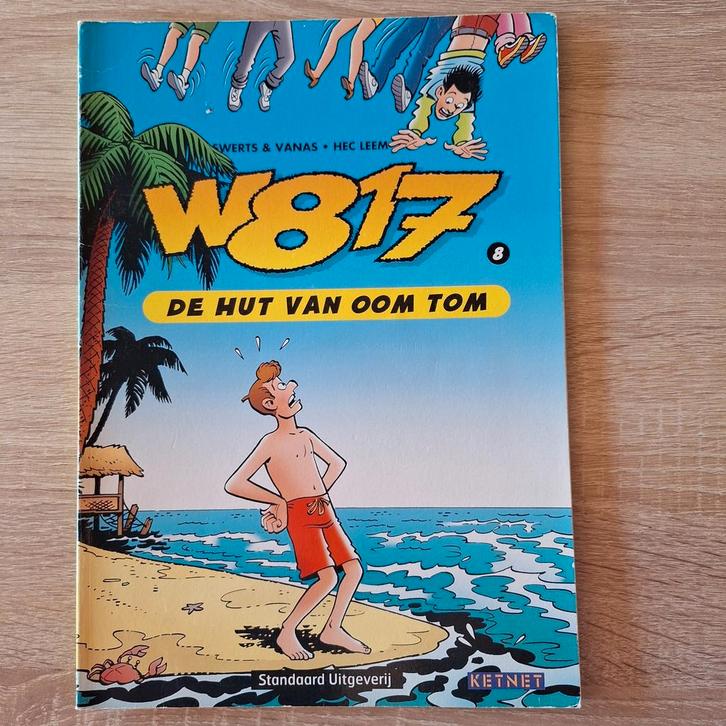 SWERTS & VANAS • HEC LEEM
W817
8
DE HUT VAN OOM TOM
Standaard Uitgeverij
KETNET